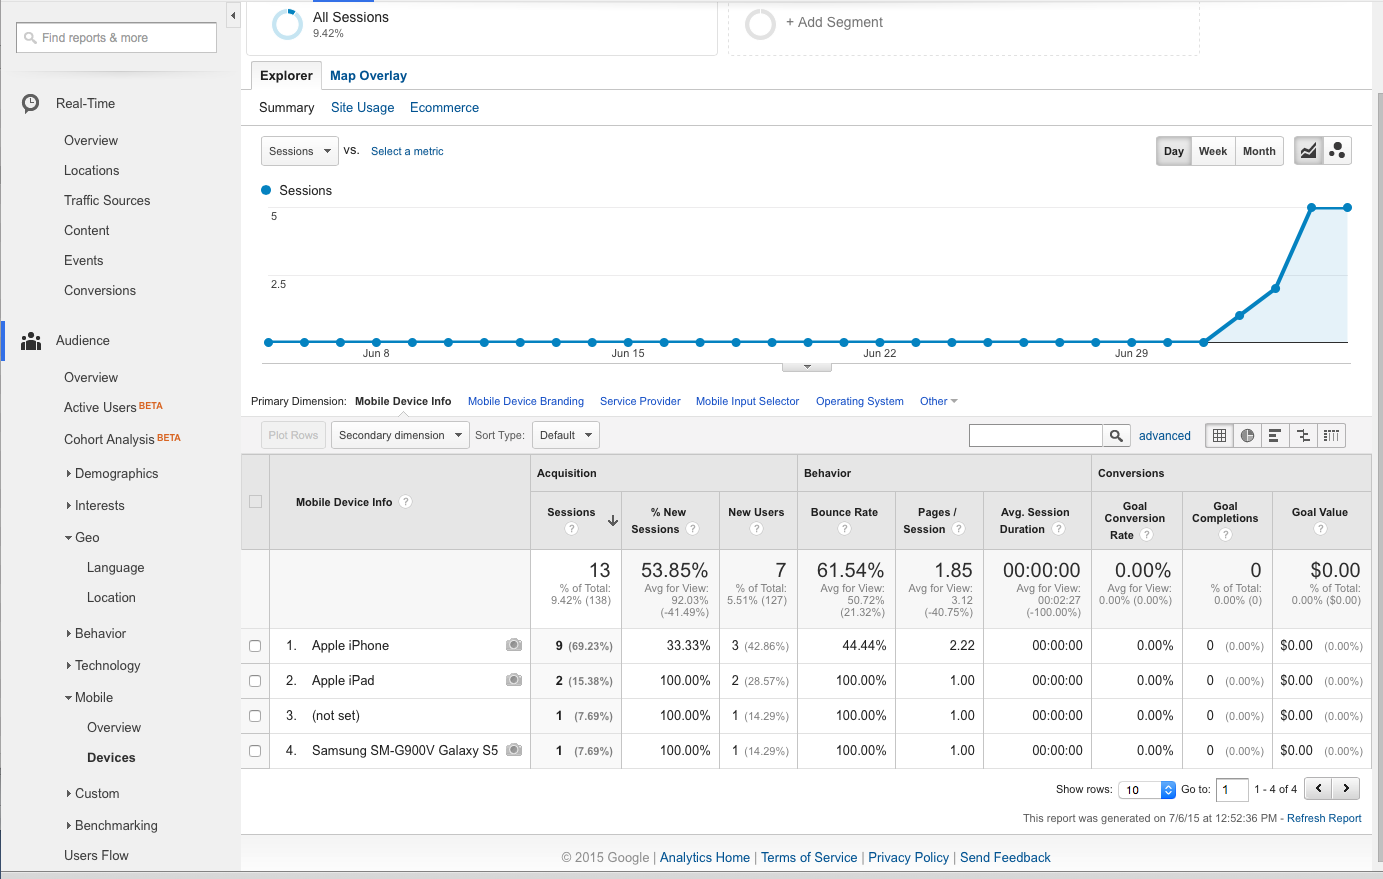 Find reports & more
Real-Time
Overview
Locations
Traffic Sources
Content
Events
Conversions
Audience
Overview
Active Users BETA
Cohort Analysis BETA
Demographics
Interests
Geo
Language
Location
Behavior
Technology
Mobile
Overview
Devices
Custom
Benchmarking
Users Flow
All Sessions
9.42%
+ Add Segment
Explorer Map Overlay
Summary Site Usage Ecommerce
Sessions vs. Select a metric
Day Week Month
Sessions
5
2.5
Jun 8 Jun 15 Jun 22 Jun 29
Primary Dimension: Mobile Device Info Mobile Device Branding Service Provider Mobile Input Selector Operating System Other
Plot Rows Secondary dimension Sort Type: Default advanced
Mobile Device Info ?
Acquisition Behavior Conversions
Sessions ?
% New Sessions ?
New Users ?
Bounce Rate ?
Pages / Session ?
Avg. Session Duration ?
Goal Conversion Rate ?
Goal Completions ?
Goal Value ?
13 53.85% 7 61.54% 1.85 00:00:00 0.00% 0 $0.00
% of Total: Avg for View: % of Total: Avg for View: Avg for View: Avg for View: Avg for View: % of Total: % of Total:
9.42% (138) 92.03% 5.51% (127) 50.72% 3.12 00:02:27 0.00% (0.00%) 0.00% (0) 0.00% ($0.00)
(-41.49%) (21.32%) (-40.75%) (-100.00%)
1. Apple iPhone 9 (69.23%) 33.33% 3 (42.86%) 44.44% 2.22 00:00:00 0.00% 0 (0.00%) $0.00 (0.00%)
2. Apple iPad 2 (15.38%) 100.00% 2 (28.57%) 100.00% 1.00 00:00:00 0.00% 0 (0.00%) $0.00 (0.00%)
3. (not set) 1 (7.69%) 100.00% 1 (14.29%) 100.00% 1.00 00:00:00 0.00% 0 (0.00%) $0.00 (0.00%)
4. Samsung SM-G900V Galaxy S5 1 (7.69%) 100.00% 1 (14.29%) 100.00% 1.00 00:00:00 0.00% 0 (0.00%) $0.00 (0.00%)
Show rows: 10 Go to: 1 1 - 4 of 4
This report was generated on 7/6/15 at 12:52:36 PM - Refresh Report
© 2015 Google | Analytics Home | Terms of Service | Privacy Policy | Send Feedback